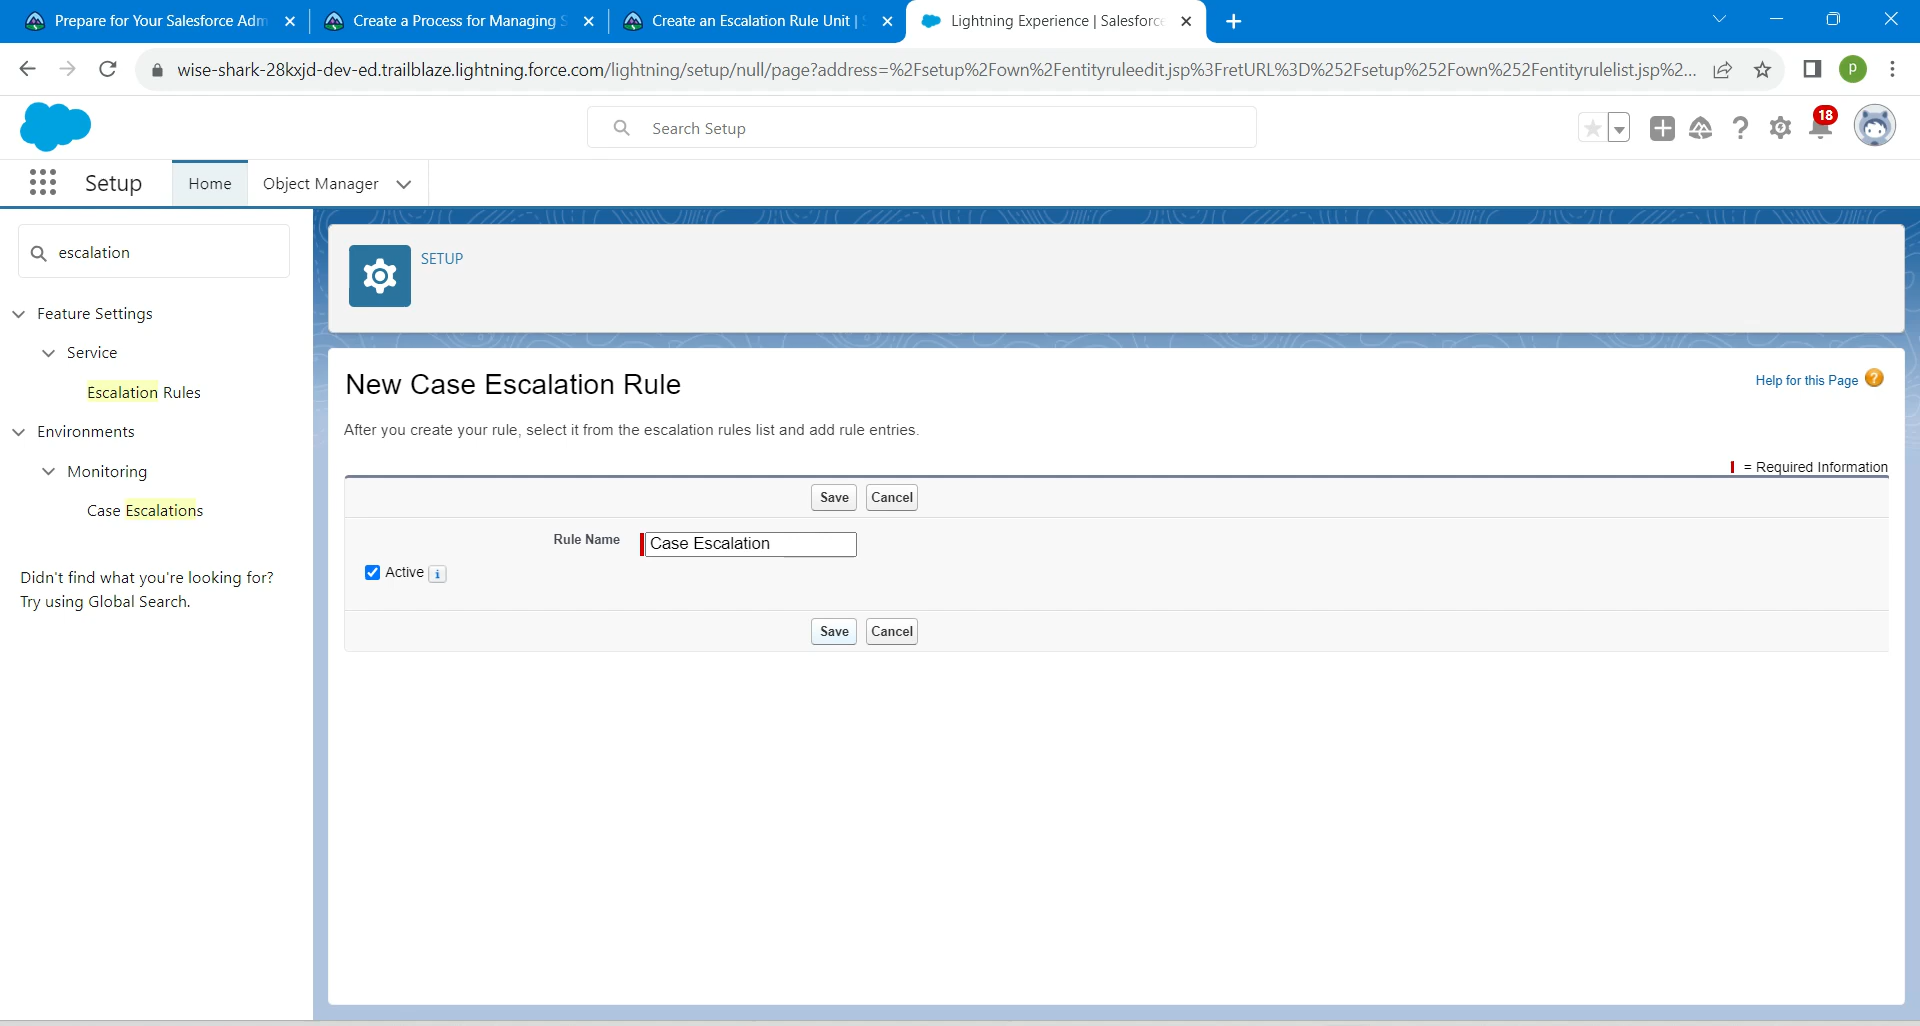 Prepare for Your Salesforce Adm
Create a Process for Managing S
Create an Escalation Rule Unit | S
Lightning Experience | Salesforce
wise-shark-28kxjd-dev-ed.trailblaze.lightning.force.com/lightning/setup/null/page?address=%2Fsetup%2Fown%2Fentityruleedit.jsp%3FretURL%3D%252Fsetup%252Fown%252Fentityrulelist.jsp%2...
P
Search Setup
18
Setup
Home
Object Manager
escalation
Feature Settings
Service
Escalation Rules
Environments
Monitoring
Case Escalations
Didn't find what you're looking for?
Try using Global Search.
SETUP
New Case Escalation Rule
Help for this Page
After you create your rule, select it from the escalation rules list and add rule entries.
= Required Information
Save Cancel
Rule Name Case Escalation
Active
Save Cancel